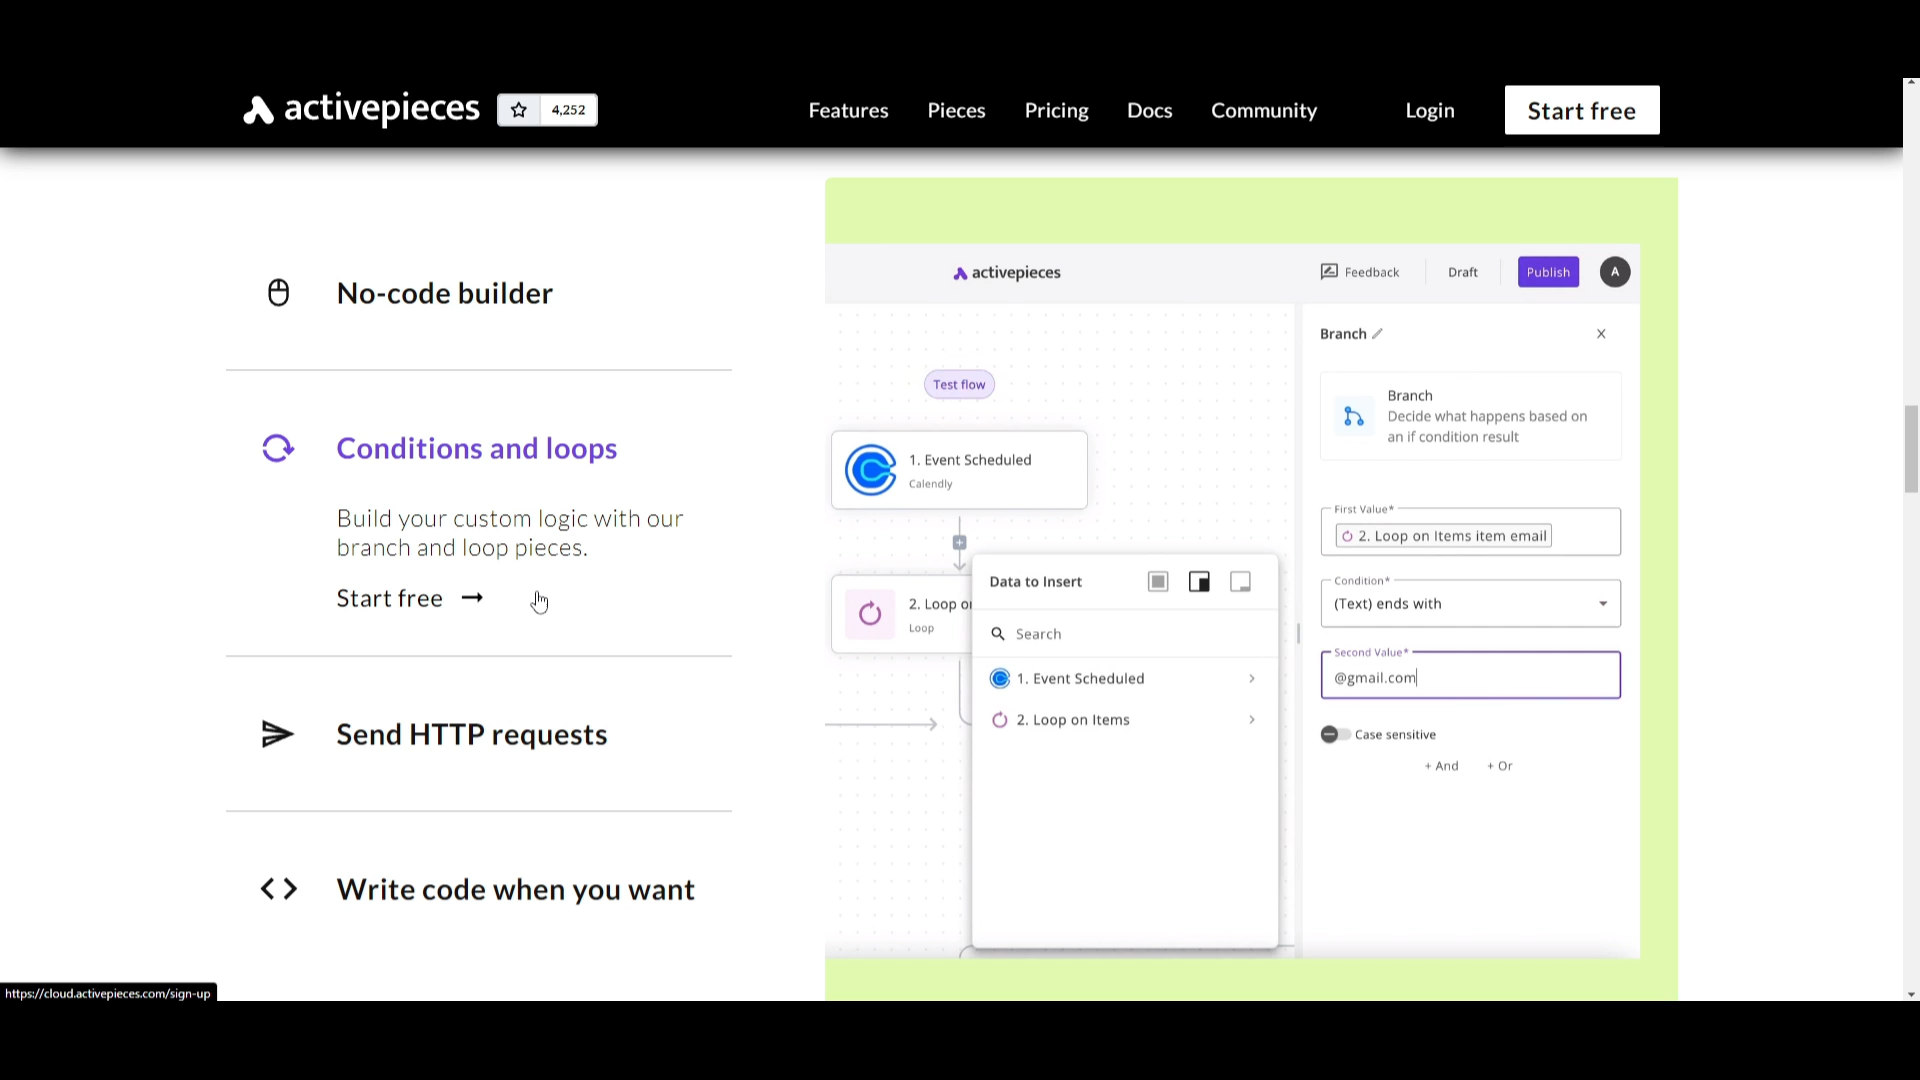 activepieces
4,252
Features
Pieces
Pricing
Docs
Community
Login
Start free
No-code builder
Conditions and loops
Build your custom logic with our
branch and loop pieces.
Start free →
Send HTTP requests
Write code when you want
activepieces
Feedback
Draft
Publish
A
Test flow
1. Event Scheduled
Calendly
2. Loop or
Loop
Data to Insert
Search
1. Event Scheduled
2. Loop on Items
Branch
Branch
Decide what happens based on
an if condition result
First Value*
2. Loop on Items item email
Condition*
(Text) ends with
Second Value*
@gmail.com
Case sensitive
+ And
+ Or
https://cloud.activepieces.com/sign-up